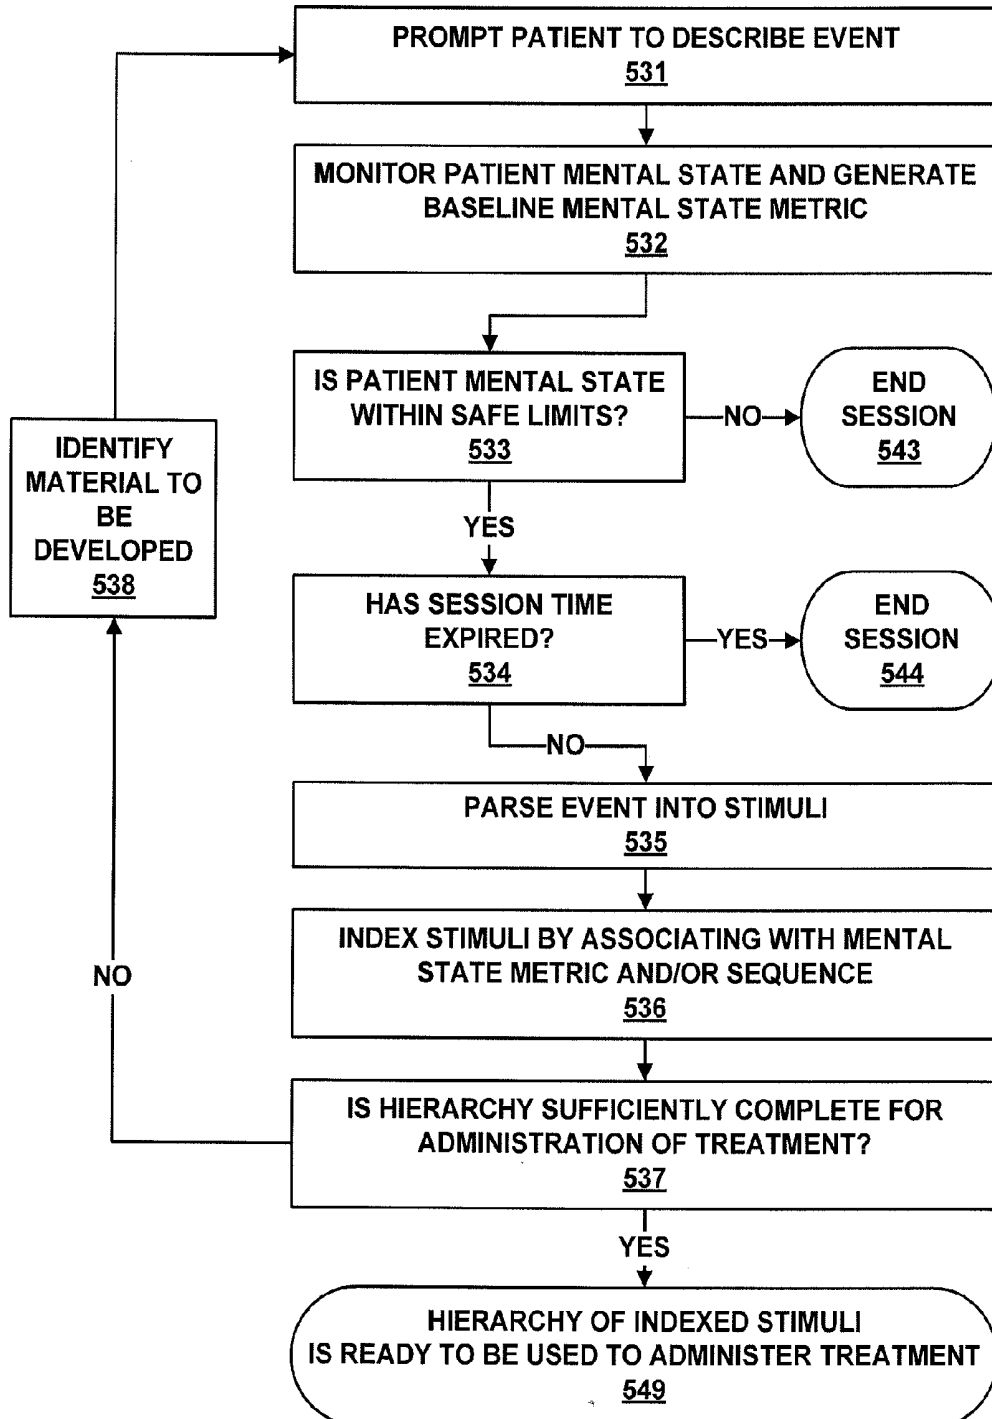 PROMPT PATIENT TO DESCRIBE EVENT
531
MONITOR PATIENT MENTAL STATE AND GENERATE
BASELINE MENTAL STATE METRIC
532
IS PATIENT MENTAL STATE
WITHIN SAFE LIMITS?
533
NO
END
SESSION
543
YES
IDENTIFY
MATERIAL TO
BE
DEVELOPED
538
HAS SESSION TIME
EXPIRED?
534
YES
END
SESSION
544
NO
PARSE EVENT INTO STIMULI
535
INDEX STIMULI BY ASSOCIATING WITH MENTAL
STATE METRIC AND/OR SEQUENCE
536
NO
IS HIERARCHY SUFFICIENTLY COMPLETE FOR
ADMINISTRATION OF TREATMENT?
537
YES
HIERARCHY OF INDEXED STIMULI
IS READY TO BE USED TO ADMINISTER TREATMENT
549